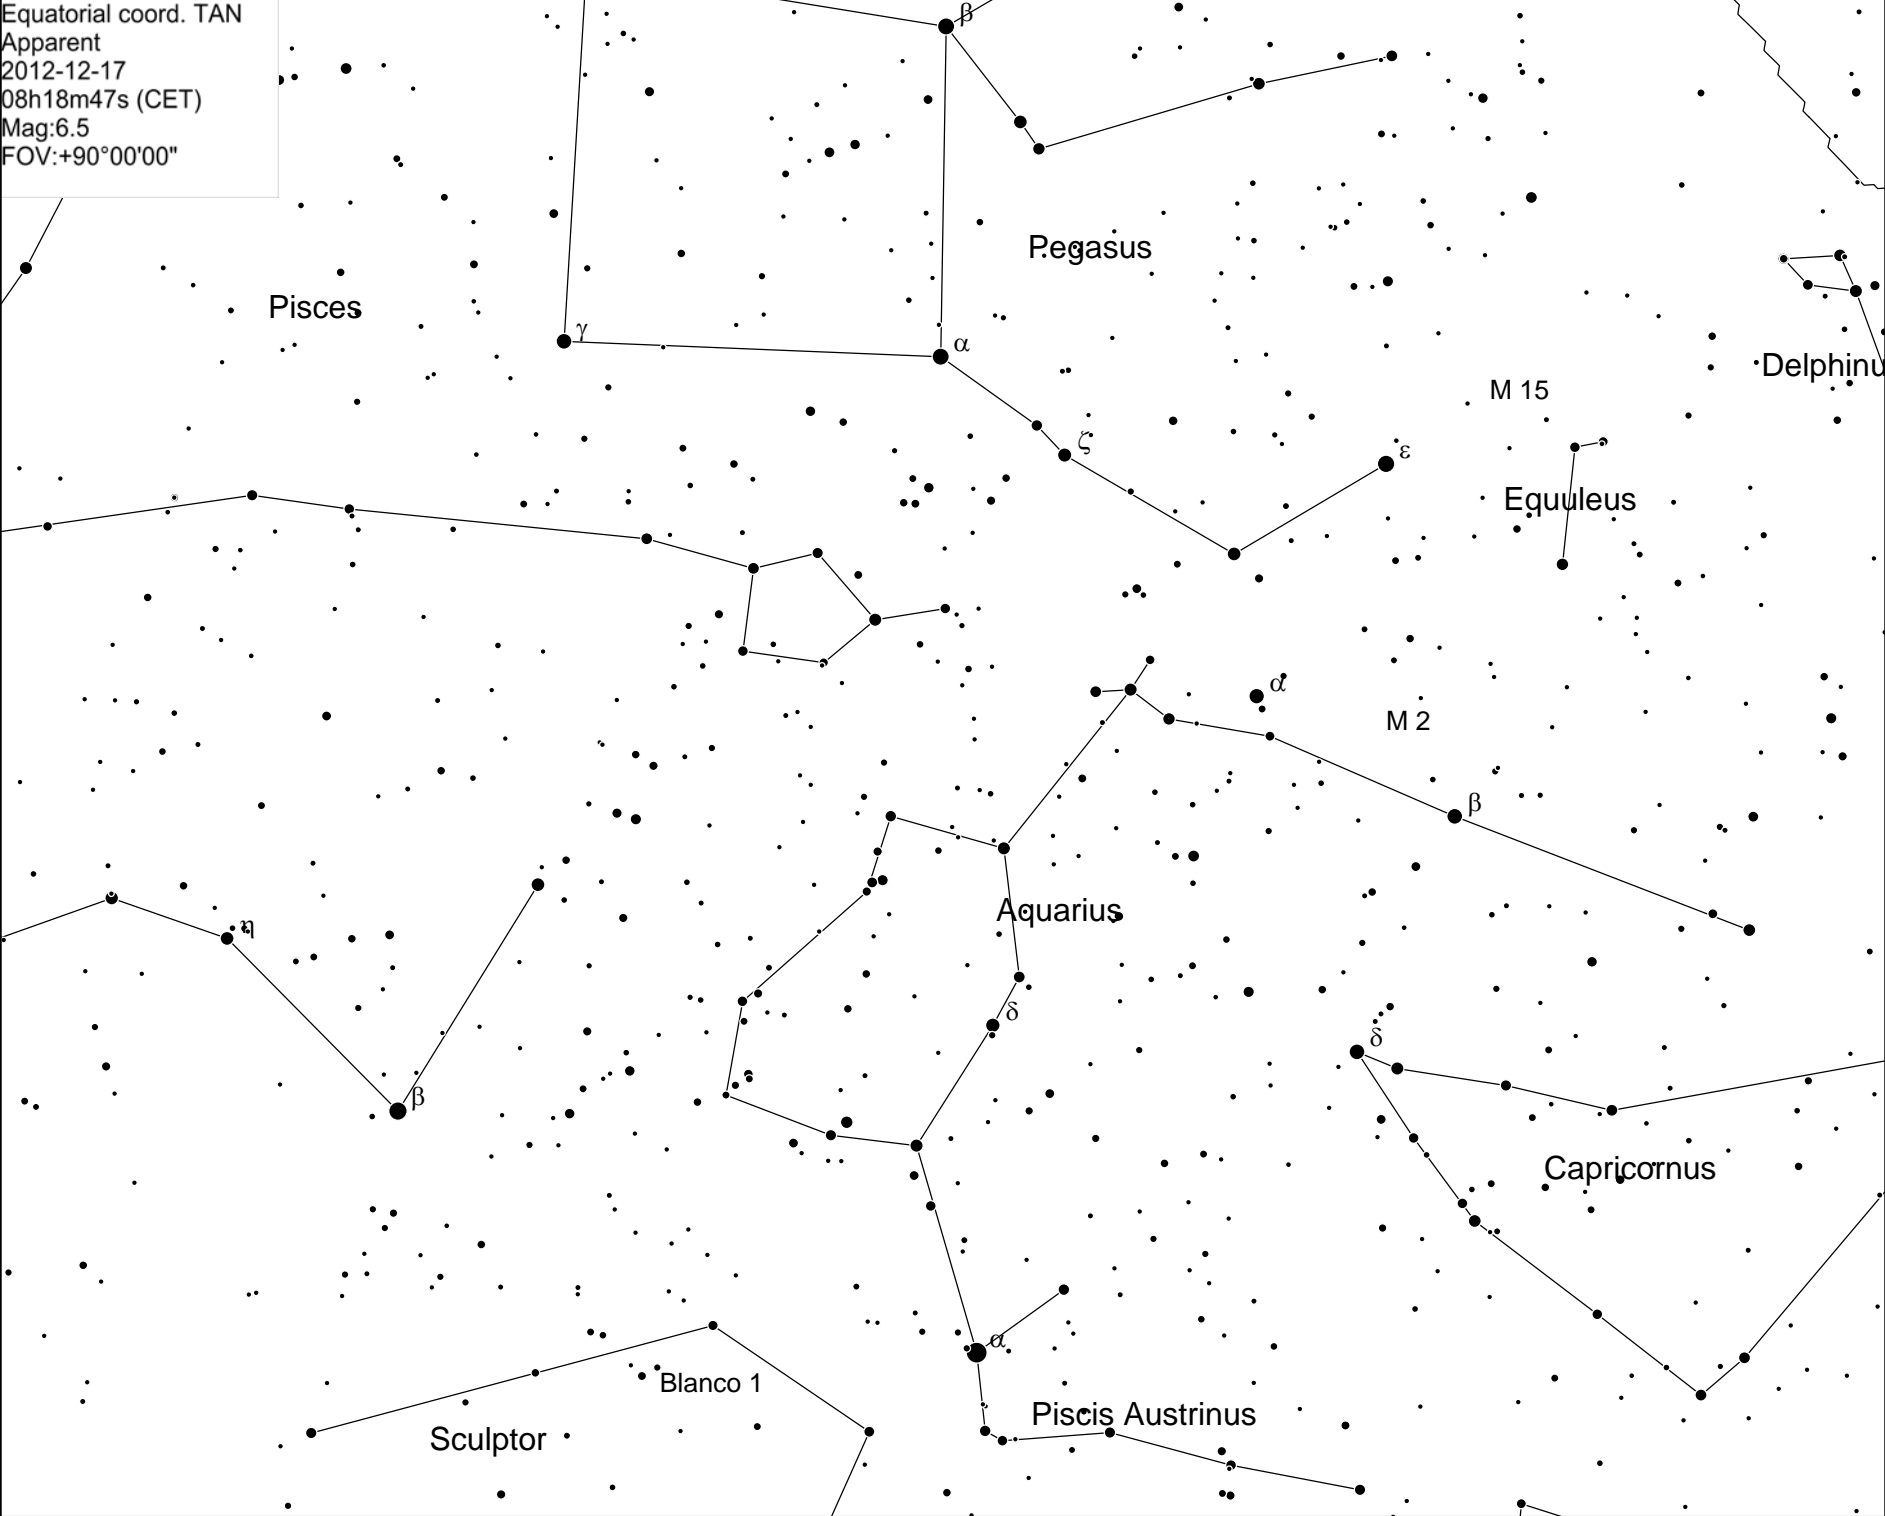 Equatorial coord. TAN
Apparent
2012-12-17
08h18m47s (CET)
Mag:6.5
FOV:+90°00'00"
β
Pegasus
Pisces
γ
α
Delphinu
M 15
ζ
ε
Equuleus
α
M 2
β
Aquarius
η
δ
δ
β
Capricornus
α
Blanco 1
Piscis Austrinus
Sculptor